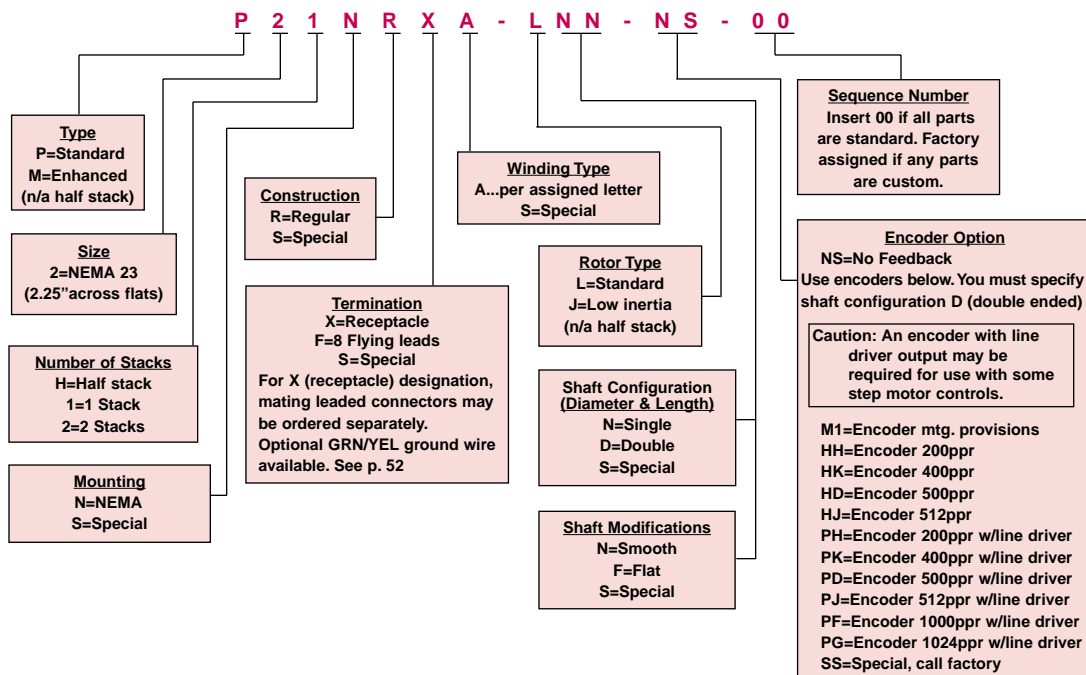 P 2 1 N R X A - L N N - N S - 0 0
Type
P=Standard
M=Enhanced
(n/a half stack)
Size
2=NEMA 23
(2.25”across flats)
Number of Stacks
H=Half stack
1=1 Stack
2=2 Stacks
Mounting
N=NEMA
S=Special
Construction
R=Regular
S=Special
Termination
X=Receptacle
F=8 Flying leads
S=Special
For X (receptacle) designation,
mating leaded connectors may
be ordered separately.
Optional GRN/YEL ground wire
available. See p. 52
Winding Type
A...per assigned letter
S=Special
Rotor Type
L=Standard
J=Low inertia
(n/a half stack)
Shaft Configuration
(Diameter & Length)
N=Single
D=Double
S=Special
Shaft Modifications
N=Smooth
F=Flat
S=Special
Sequence Number
Insert 00 if all parts
are standard. Factory
assigned if any parts
are custom.
Encoder Option
NS=No Feedback
Use encoders below. You must specify
shaft configuration D (double ended)
Caution: An encoder with line
driver output may be
required for use with some
step motor controls.
M1=Encoder mtg. provisions
HH=Encoder 200ppr
HK=Encoder 400ppr
HD=Encoder 500ppr
HJ=Encoder 512ppr
PH=Encoder 200ppr w/line driver
PK=Encoder 400ppr w/line driver
PD=Encoder 500ppr w/line driver
PJ=Encoder 512ppr w/line driver
PF=Encoder 1000ppr w/line driver
PG=Encoder 1024ppr w/line driver
SS=Special, call factory